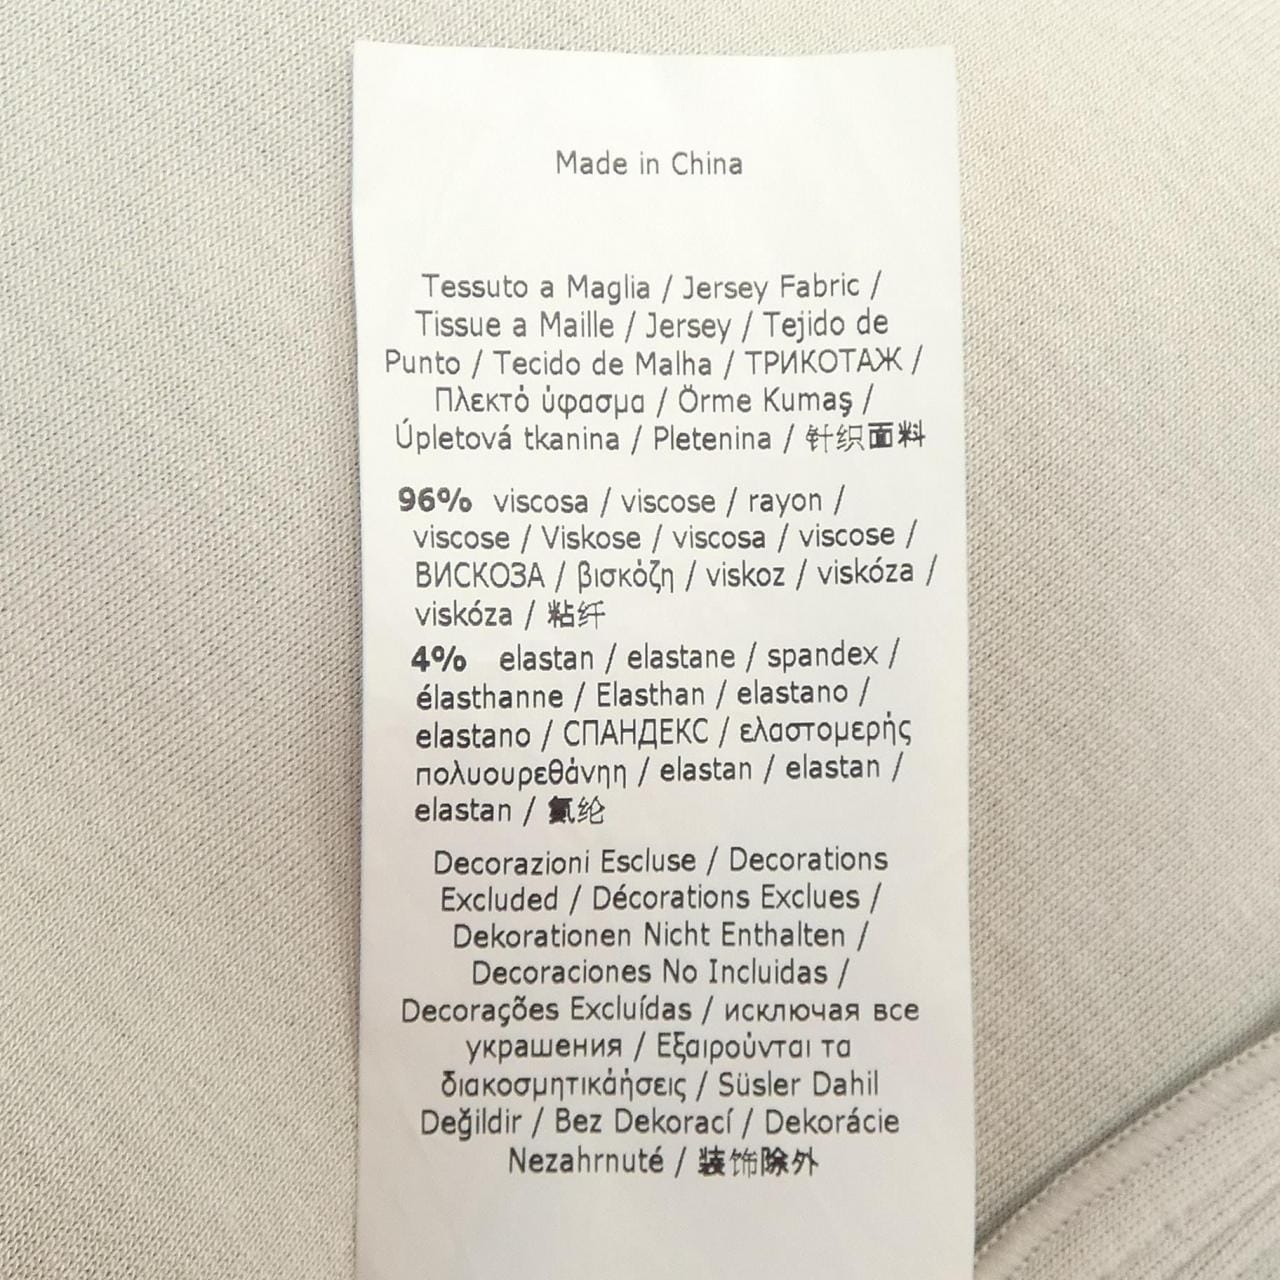 Made in China
Tessuto a Maglia / Jersey Fabric /
Tissue a Maille / Jersey / Tejido de
Punto / Tecido de Malha / ТРИКОТАЖ /
Πλεκτό ύφασμα / Örme Kumaş /
Úpletová tkanina / Pletenina / 针织面料
96% viscosa / viscose / rayon /
viscose / Viskose / viscosa / viscose /
ВИСКОЗА / βισκόζη / viskoz / viskóza /
viskóza / 粘纤
4% elastan / elastane / spandex /
élasthanne / Elasthan / elastano /
elastano / СПАНДЕКС / ελαστομερής
πολυουρεθάνηη / elastan / elastan /
elastan / 氨纶
Decorazioni Escluse / Decorations
Excluded / Décorations Exclues /
Dekorationen Nicht Enthalten /
Decoraciones No Incluidas /
Decorações Excluídas / исключая все
украшения / Εξαιρούνται τα
διακοσμητικάήσεις / Süsler Dahil
Değildir / Bez Dekorací / Dekorácie
Nezahrnuté / 装饰除外